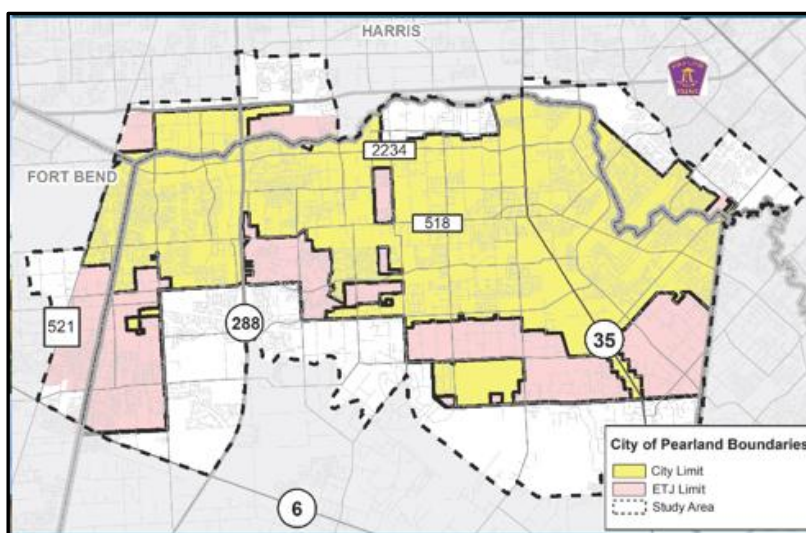 HARRIS
2234
FORT BEND
518
521
288
35
City of Pearland Boundaries
City Limit
ETJ Limit
Study Area
6